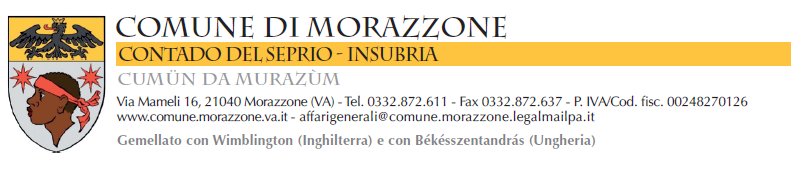 COMUNE DI MORAZZONE
CONTADO DEL SEPRIO - INSUBRIA
CUMÜN DA MURAZÙM
Via Mameli 16, 21040 Morazzone (VA) - Tel. 0332.872.611 - Fax 0332.872.637 - P. IVA/Cod. fisc. 00248270126
www.comune.morazzone.va.it - affarigenerali@comune.morazzone.legalmailpa.it
Gemellato con Wimblington (Inghilterra) e con Békésszentandrás (Ungheria)